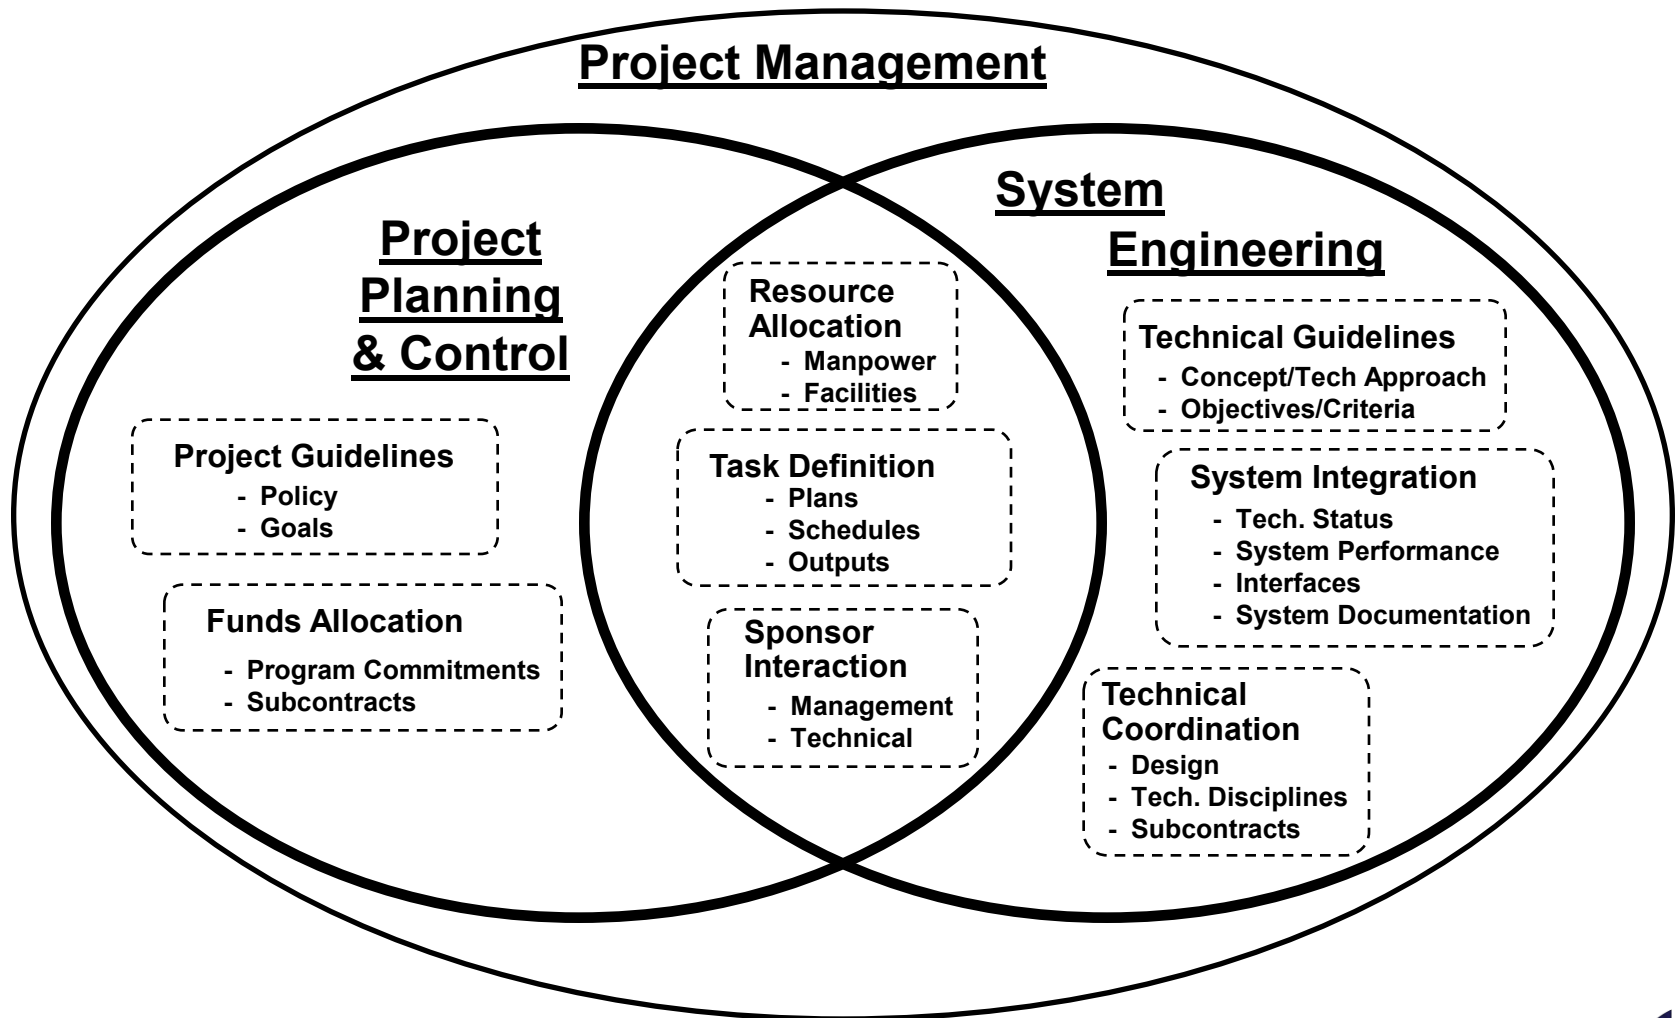 Project Management
Project
Planning
& Control
Project Guidelines
- Policy
- Goals
Funds Allocation
- Program Commitments
- Subcontracts
Resource
Allocation
- Manpower
- Facilities
Task Definition
- Plans
- Schedules
- Outputs
Sponsor
Interaction
- Management
- Technical
System
Engineering
Technical Guidelines
- Concept/Tech Approach
- Objectives/Criteria
System Integration
- Tech. Status
- System Performance
- Interfaces
- System Documentation
Technical
Coordination
- Design
- Tech. Disciplines
- Subcontracts